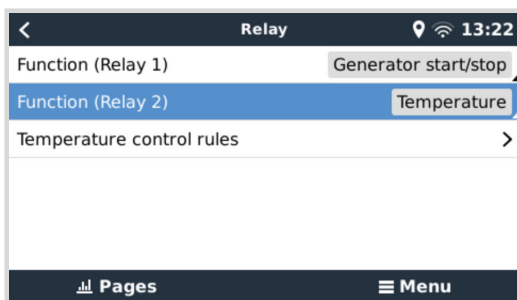 Relay 13:22
Function (Relay 1) Generator start/stop
Function (Relay 2) Temperature
Temperature control rules
Pages Menu